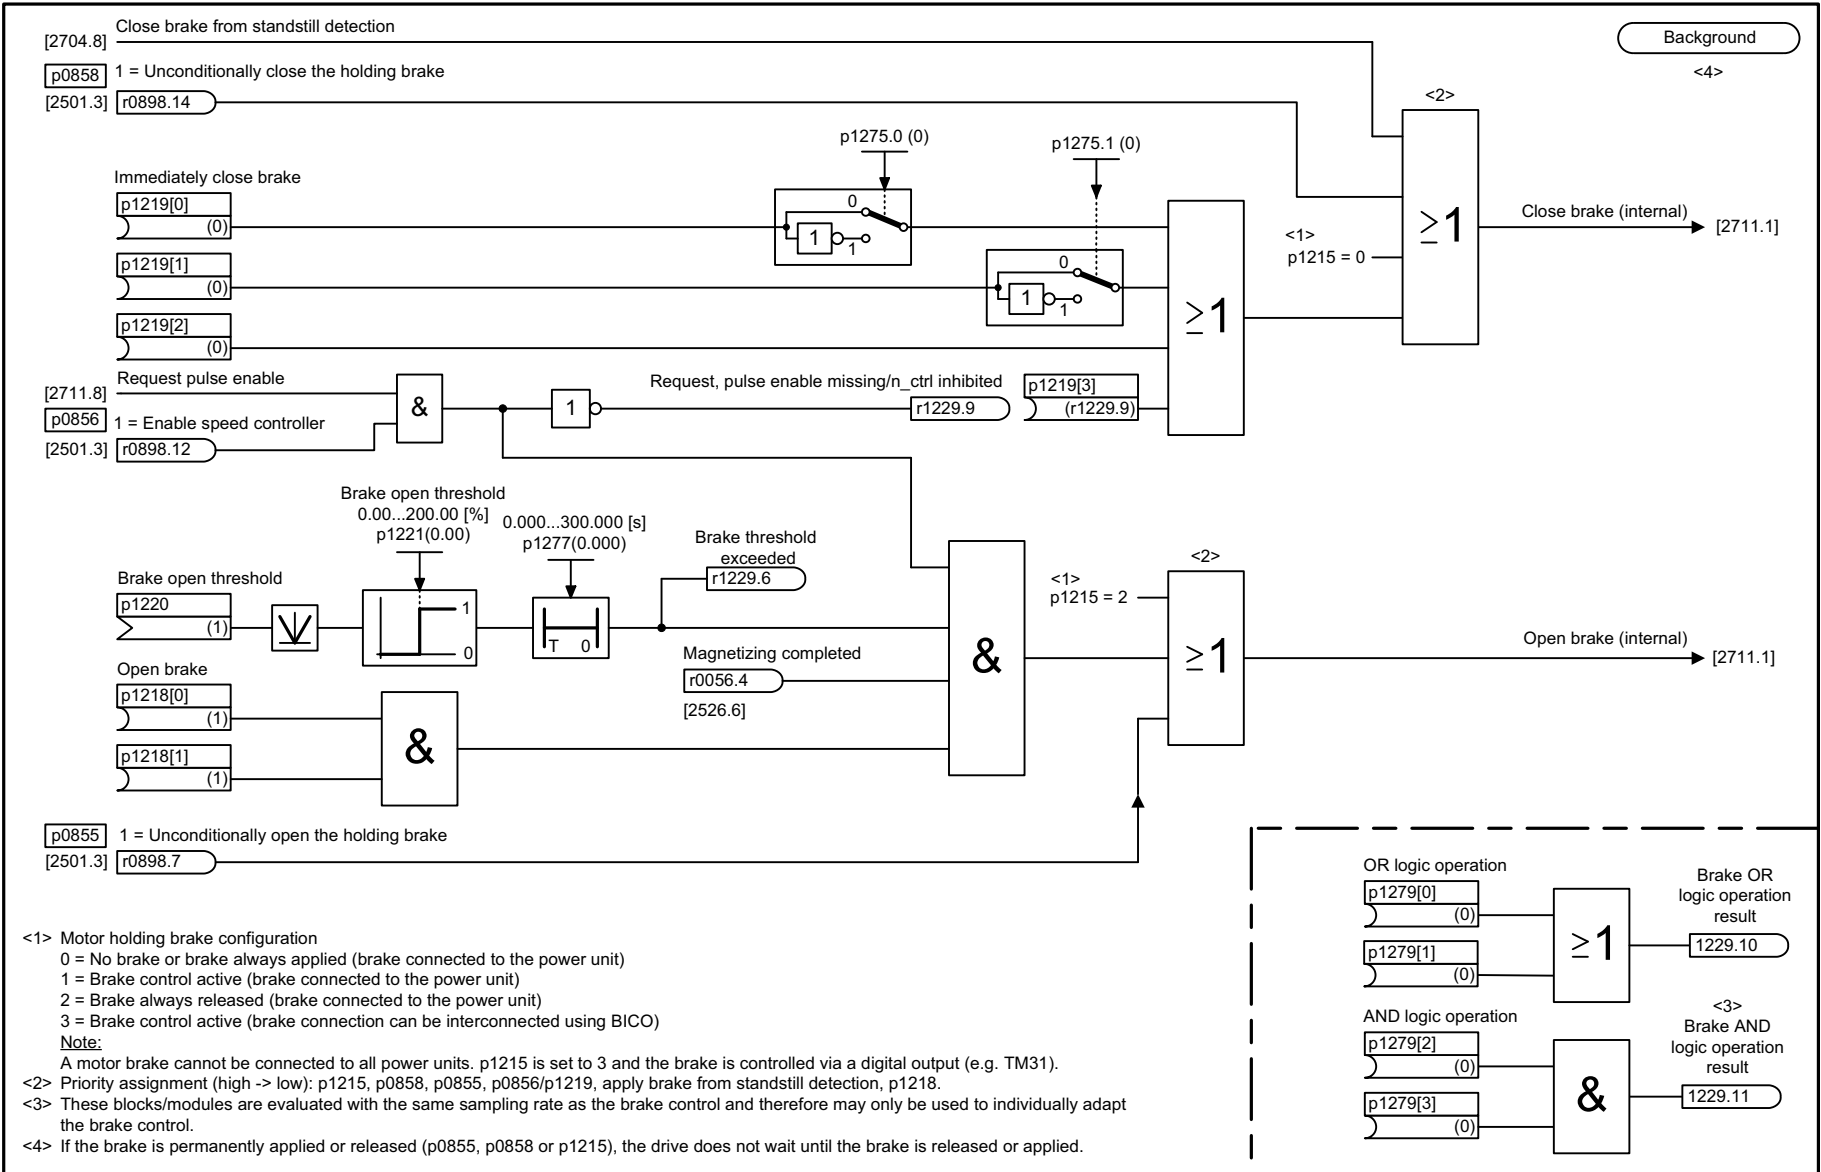 Close brake from standstill detection
[2704.8]
p0858
1 = Unconditionally close the holding brake
[2501.3]
r0898.14
Background
<4>
<2>
p1275.0 (0)
p1275.1 (0)
Immediately close brake
p1219[0]
(0)
0
1
1
p1219[1]
(0)
0
1
1
p1219[2]
(0)
≥1
<1>
p1215 = 0
≥1
Close brake (internal)
[2711.1]
Request pulse enable
[2711.8]
p0856
1 = Enable speed controller
[2501.3]
r0898.12
&
1
Request, pulse enable missing/n_ctrl inhibited
r1229.9
p1219[3]
(r1229.9)
Brake open threshold
0.00...200.00 [%]
p1221(0.00)
0.000...300.000 [s]
p1277(0.000)
Brake threshold
exceeded
r1229.6
Brake open threshold
p1220
(1)
1
0
T 0
Magnetizing completed
r0056.4
[2526.6]
Open brake
p1218[0]
(1)
p1218[1]
(1)
&
&
<1>
p1215 = 2
<2>
≥1
Open brake (internal)
[2711.1]
p0855
1 = Unconditionally open the holding brake
[2501.3]
r0898.7
OR logic operation
p1279[0]
(0)
p1279[1]
(0)
≥1
Brake OR
logic operation
result
1229.10
AND logic operation
p1279[2]
(0)
p1279[3]
(0)
&
<3>
Brake AND
logic operation
result
1229.11
<1> Motor holding brake configuration
0 = No brake or brake always applied (brake connected to the power unit)
1 = Brake control active (brake connected to the power unit)
2 = Brake always released (brake connected to the power unit)
3 = Brake control active (brake connection can be interconnected using BICO)
Note:
A motor brake cannot be connected to all power units. p1215 is set to 3 and the brake is controlled via a digital output (e.g. TM31).
<2> Priority assignment (high -> low): p1215, p0858, p0855, p0856/p1219, apply brake from standstill detection, p1218.
<3> These blocks/modules are evaluated with the same sampling rate as the brake control and therefore may only be used to individually adapt
the brake control.
<4> If the brake is permanently applied or released (p0855, p0858 or p1215), the drive does not wait until the brake is released or applied.